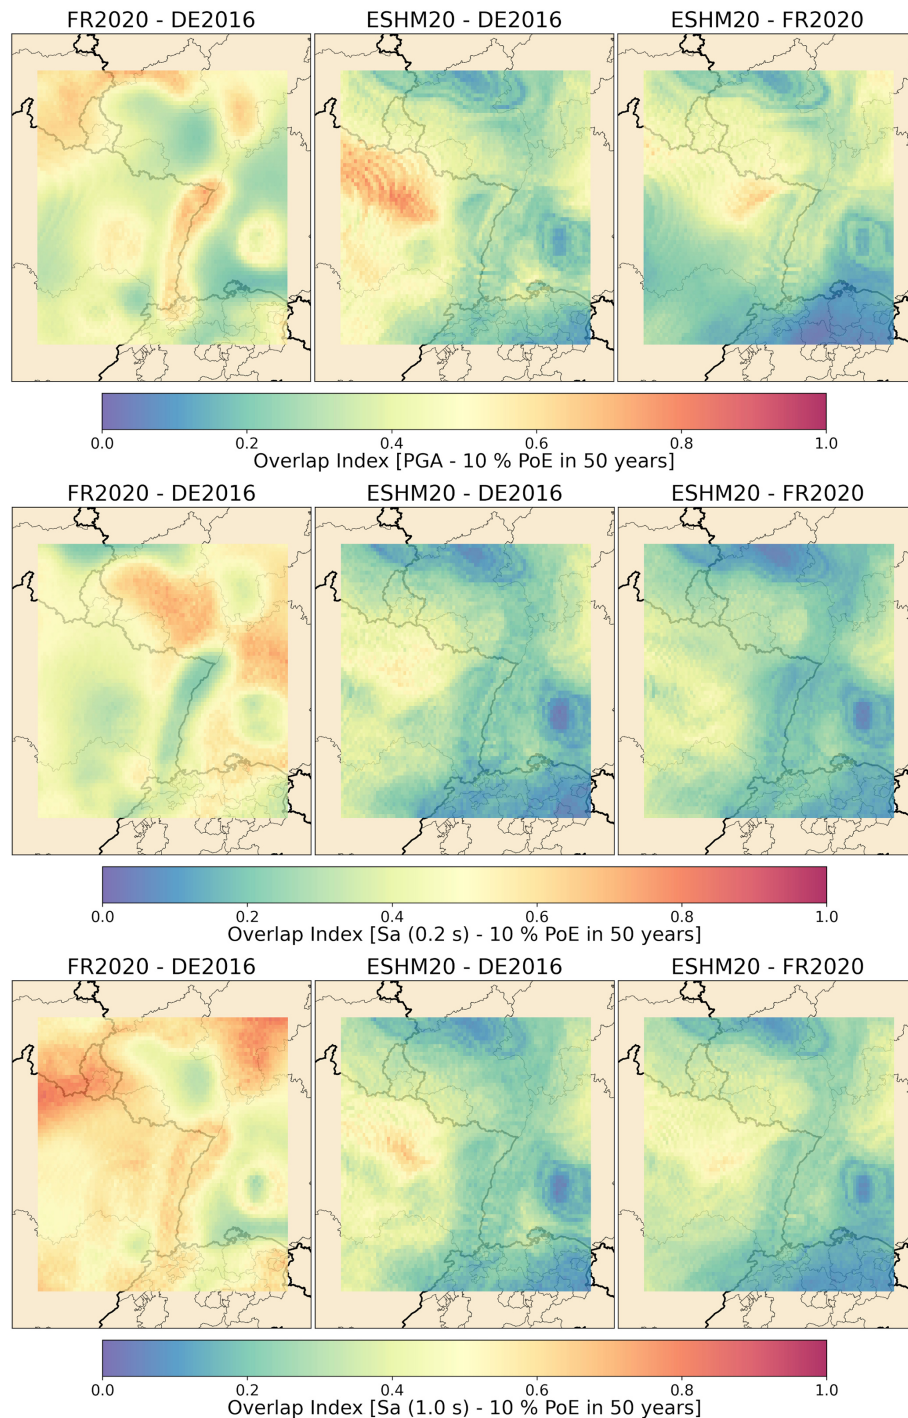 FR2020 - DE2016 ESHM20 - DE2016 ESHM20 - FR2020
0.0 0.2 0.4 0.6 0.8 1.0
Overlap Index [PGA - 10 % PoE in 50 years]
FR2020 - DE2016 ESHM20 - DE2016 ESHM20 - FR2020
0.0 0.2 0.4 0.6 0.8 1.0
Overlap Index [Sa (0.2 s) - 10 % PoE in 50 years]
FR2020 - DE2016 ESHM20 - DE2016 ESHM20 - FR2020
0.0 0.2 0.4 0.6 0.8 1.0
Overlap Index [Sa (1.0 s) - 10 % PoE in 50 years]